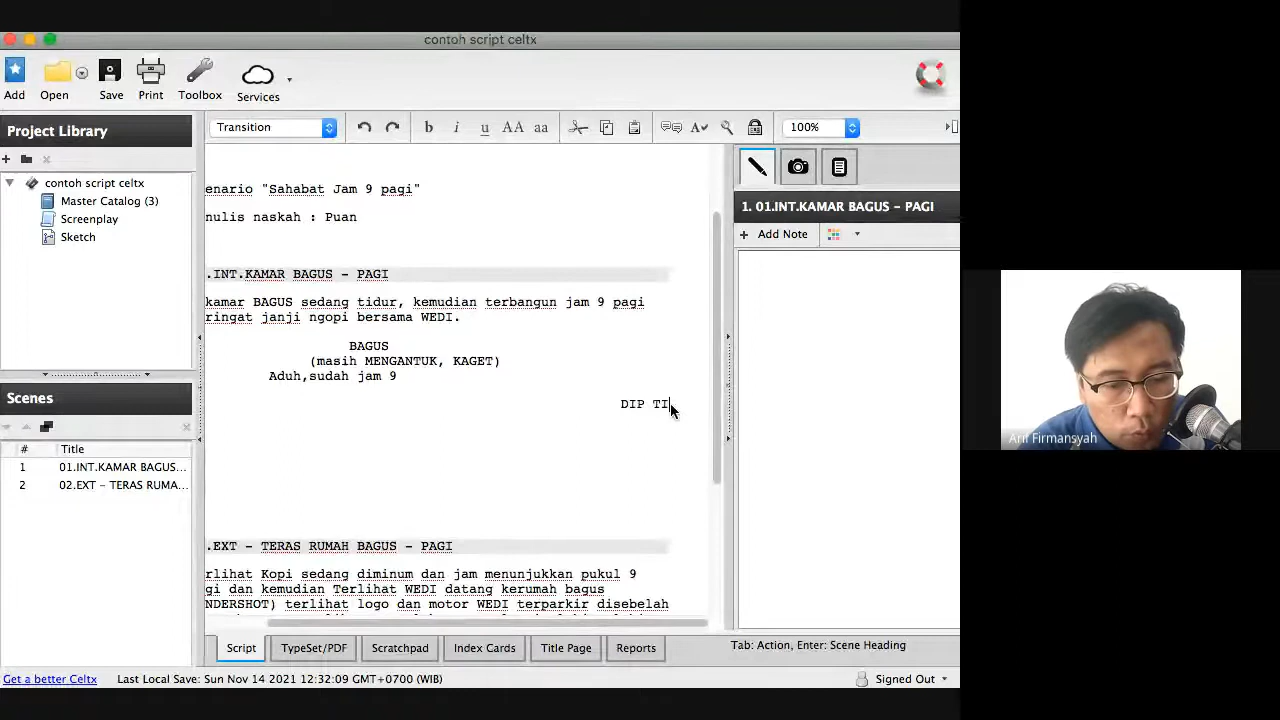 contoh script celtx
Add
Open
Save
Print
Toolbox
Services
Project Library
Transition
b
i
u
AA
aa
100%
contoh script celtx
Master Catalog (3)
Screenplay
Sketch
enario "Sahabat Jam 9 pagi"
nulis naskah : Puan
.INT.KAMAR BAGUS - PAGI
kamar BAGUS sedang tidur, kemudian terbangun jam 9 pagi
ringat janji ngopi bersama WEDI.
BAGUS
(masih MENGANTUK, KAGET)
Aduh,sudah jam 9
DIP TI
.EXT - TERAS RUMAH BAGUS - PAGI
rlihat Kopi sedang diminum dan jam menunjukkan pukul 9
gi dan kemudian Terlihat WEDI datang kerumah bagus
NDERSHOT) terlihat logo dan motor WEDI terparkir disebelah
1. 01.INT.KAMAR BAGUS - PAGI
+ Add Note
Scenes
# Title
1 01.INT.KAMAR BAGUS...
2 02.EXT - TERAS RUMA...
Script
TypeSet/PDF
Scratchpad
Index Cards
Title Page
Reports
Tab: Action, Enter: Scene Heading
Get a better Celtx
Last Local Save: Sun Nov 14 2021 12:32:09 GMT+0700 (WIB)
Signed Out
Arif Firmansyah